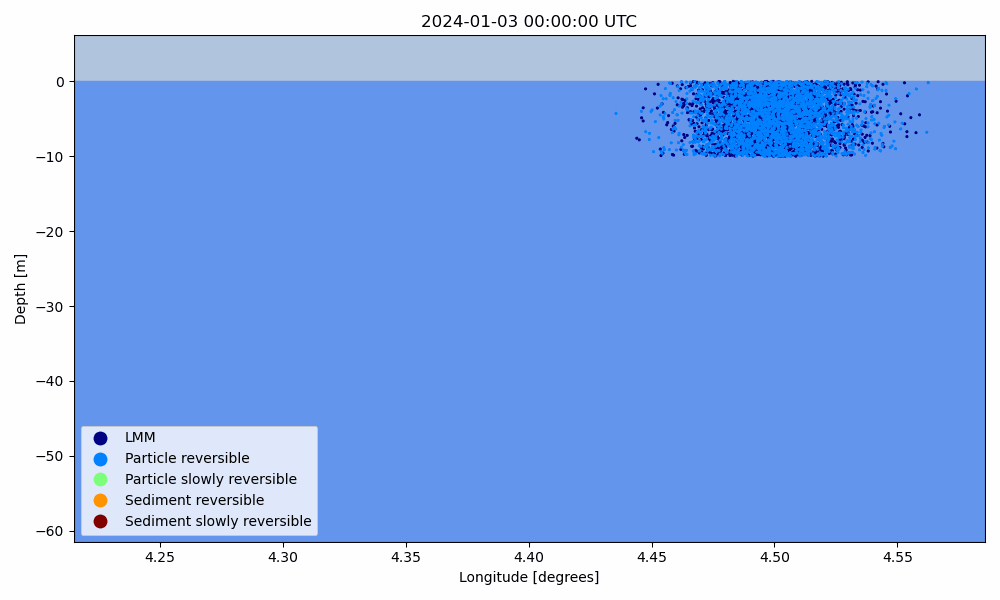 2024-01-03 00:00:00 UTC
0
−10
−20
−30
−40
−50
−60
Depth [m]
LMM
Particle reversible
Particle slowly reversible
Sediment reversible
Sediment slowly reversible
4.25 4.30 4.35 4.40 4.45 4.50 4.55
Longitude [degrees]